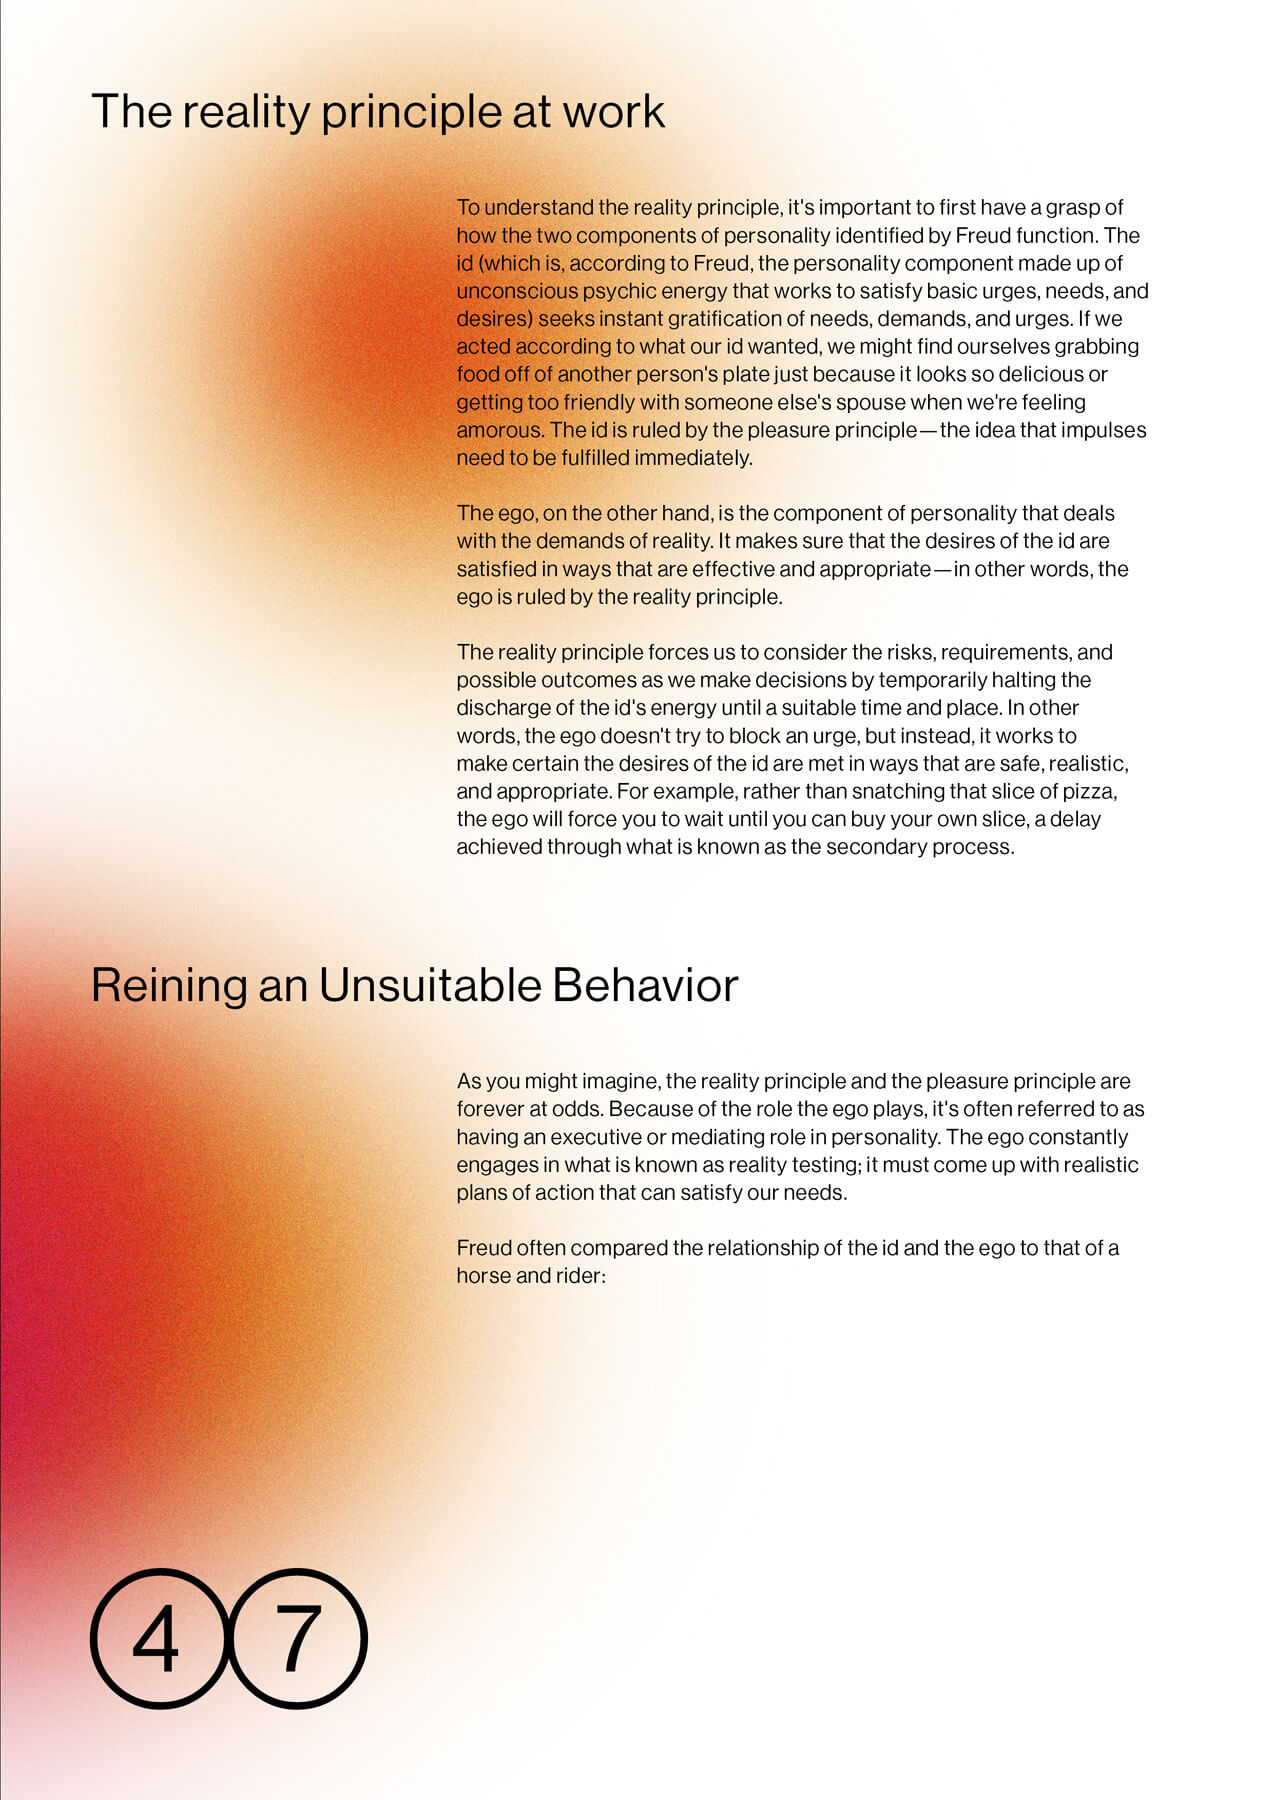 The reality principle at work
To understand the reality principle, it's important to first have a grasp of
how the two components of personality identified by Freud function. The
id (which is, according to Freud, the personality component made up of
unconscious psychic energy that works to satisfy basic urges, needs, and
desires) seeks instant gratification of needs, demands, and urges. If we
acted according to what our id wanted, we might find ourselves grabbing
food off of another person's plate just because it looks so delicious or
getting too friendly with someone else's spouse when we're feeling
amorous. The id is ruled by the pleasure principle—the idea that impulses
need to be fulfilled immediately.
The ego, on the other hand, is the component of personality that deals
with the demands of reality. It makes sure that the desires of the id are
satisfied in ways that are effective and appropriate—in other words, the
ego is ruled by the reality principle.
The reality principle forces us to consider the risks, requirements, and
possible outcomes as we make decisions by temporarily halting the
discharge of the id's energy until a suitable time and place. In other
words, the ego doesn't try to block an urge, but instead, it works to
make certain the desires of the id are met in ways that are safe, realistic,
and appropriate. For example, rather than snatching that slice of pizza,
the ego will force you to wait until you can buy your own slice, a delay
achieved through what is known as the secondary process.
Reining an Unsuitable Behavior
As you might imagine, the reality principle and the pleasure principle are
forever at odds. Because of the role the ego plays, it's often referred to as
having an executive or mediating role in personality. The ego constantly
engages in what is known as reality testing; it must come up with realistic
plans of action that can satisfy our needs.
Freud often compared the relationship of the id and the ego to that of a
horse and rider:
4 7